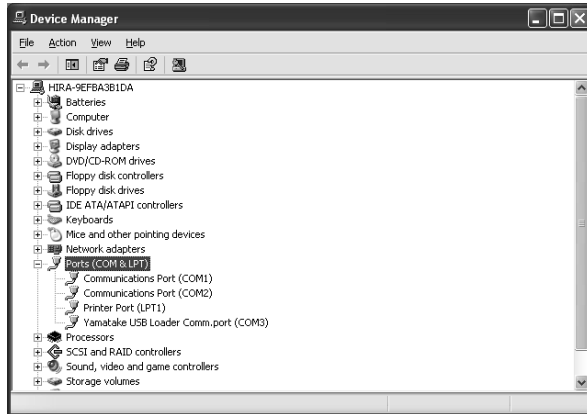 Device Manager
File Action View Help
HIRA-9EFBA3B1DA
Batteries
Computer
Disk drives
Display adapters
DVD/CD-ROM drives
Floppy disk controllers
Floppy disk drives
IDE ATA/ATAPI controllers
Keyboards
Mice and other pointing devices
Network adapters
Ports (COM & LPT)
Communications Port (COM1)
Communications Port (COM2)
Printer Port (LPT1)
Yamatake USB Loader Comm.port (COM3)
Processors
SCSI and RAID controllers
Sound, video and game controllers
Storage volumes